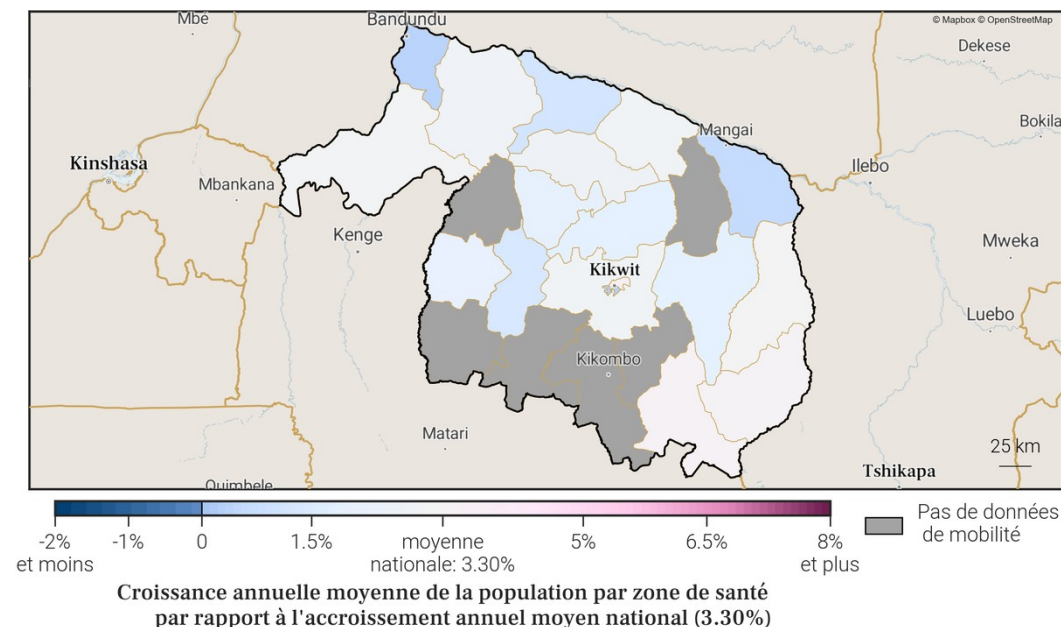 Mbé
Bandundu
© Mapbox © OpenStreetMap
Dekese
Bokila
Mangai
Kinshasa
Ilebo
Mbankana
Kenge
Mweka
Kikwit
Luebo
Kikombo
Matari
25 km
Tshikapa
Quimbele
-2%
et moins
-1%
0
1.5%
moyenne
nationale: 3.30%
5%
6.5%
8%
et plus
Pas de données
de mobilité
Croissance annuelle moyenne de la population par zone de santé
par rapport à l'accroissement annuel moyen national (3.30%)